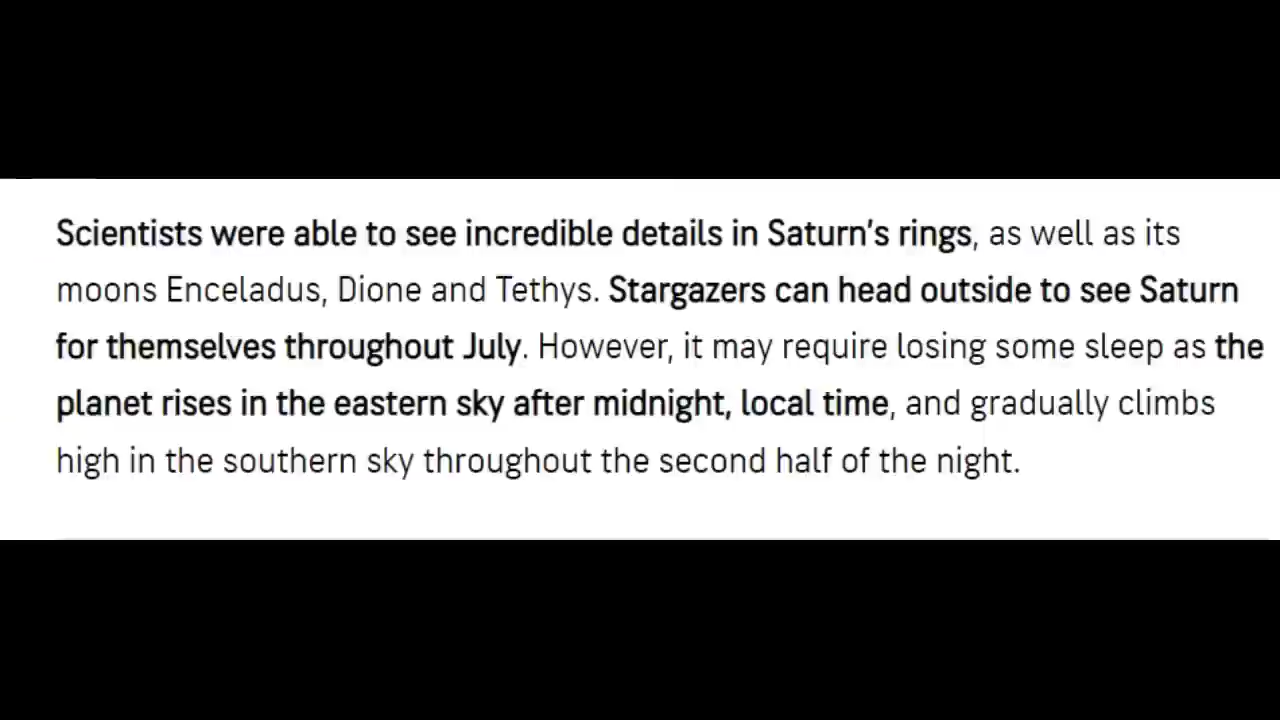 Scientists were able to see incredible details in Saturn's rings, as well as its
moons Enceladus, Dione and Tethys. Stargazers can head outside to see Saturn
for themselves throughout July. However, it may require losing some sleep as the
planet rises in the eastern sky after midnight, local time, and gradually climbs
high in the southern sky throughout the second half of the night.